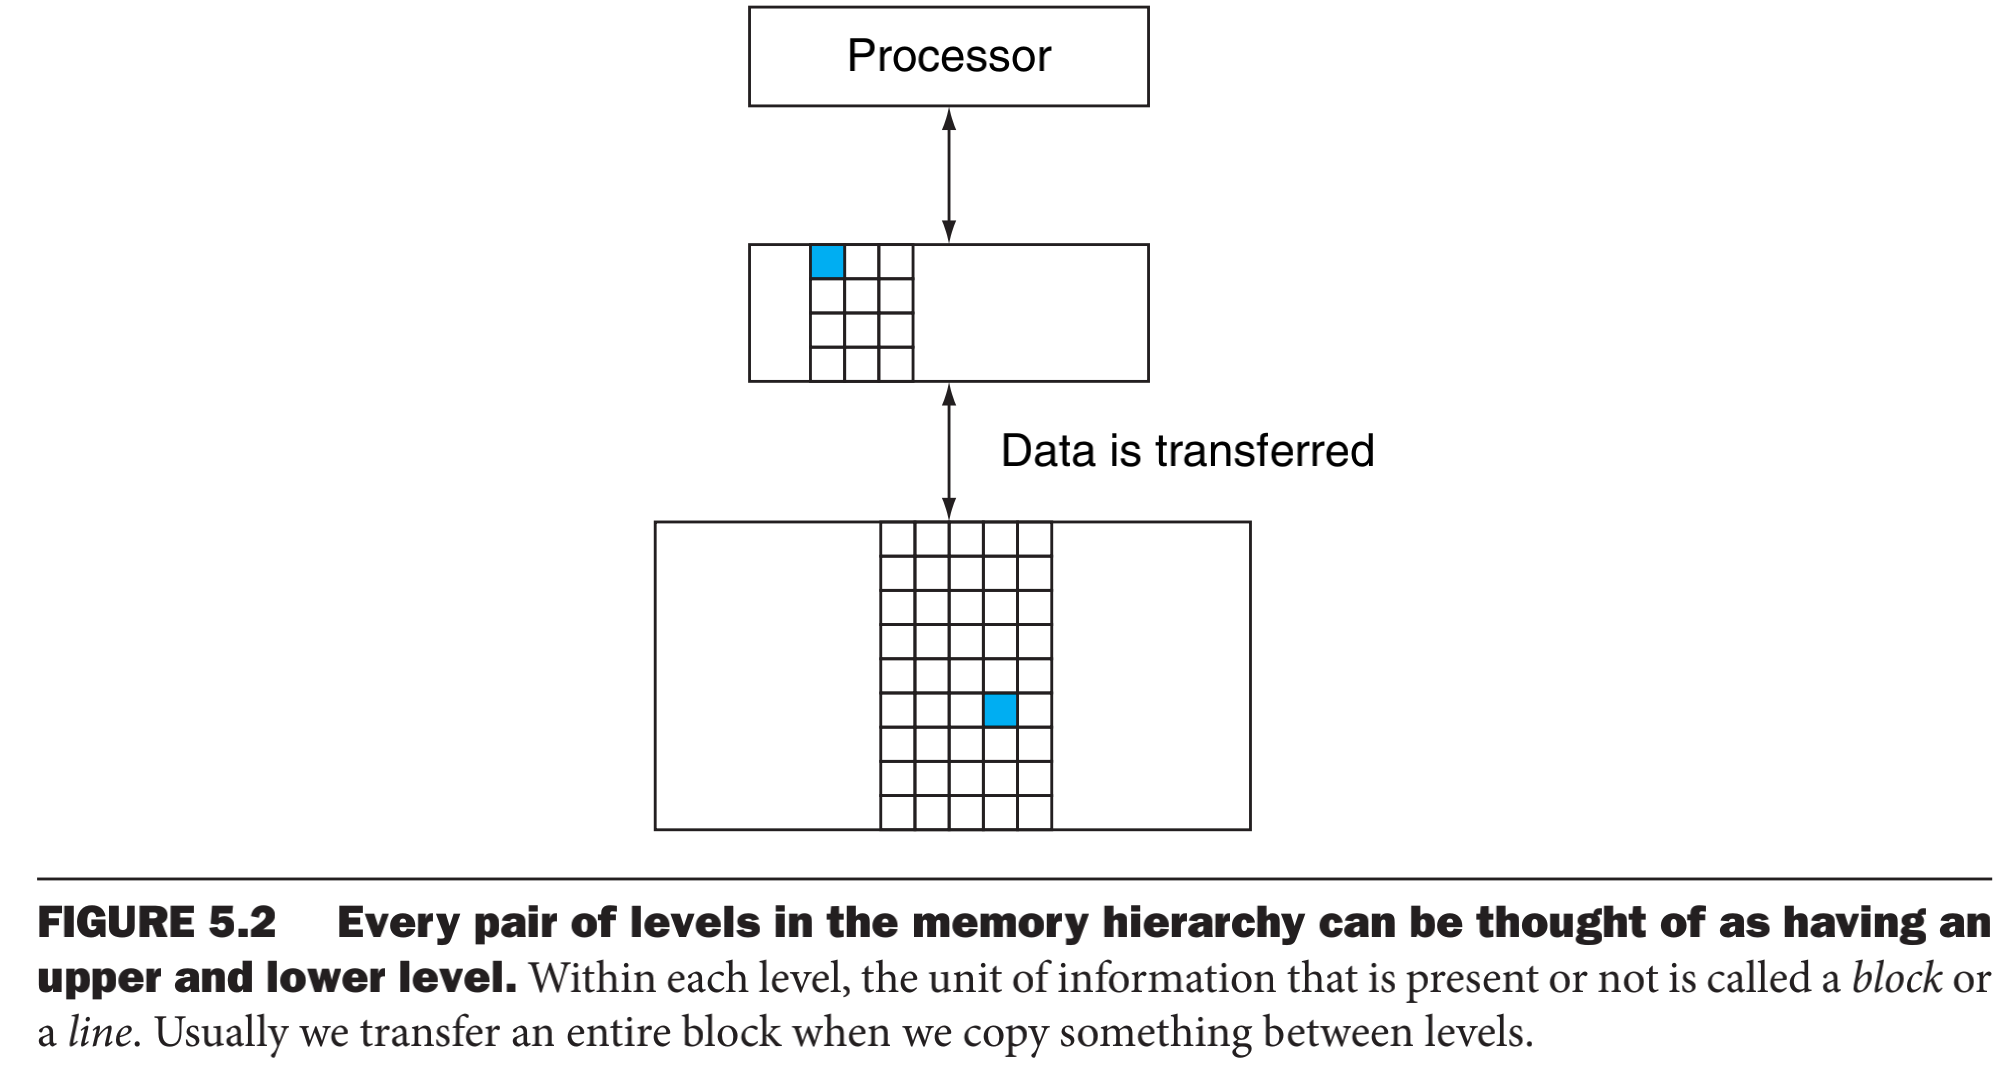 Processor
Data is transferred
FIGURE 5.2 Every pair of levels in the memory hierarchy can be thought of as having an
upper and lower level. Within each level, the unit of information that is present or not is called a block or
a line. Usually we transfer an entire block when we copy something between levels.